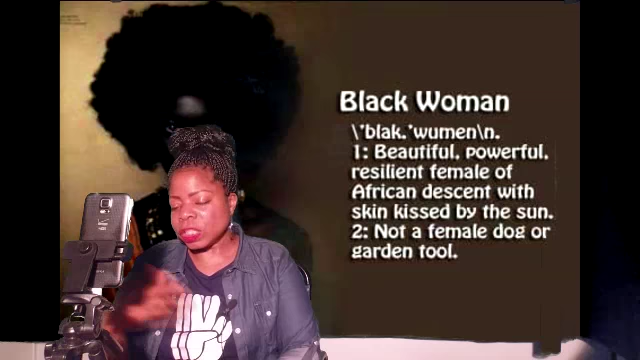 Black Woman
\'blak.'wumen\n.
1: Beautiful, powerful,
resilient female of
African descent with
skin kissed by the sun.
2: Not a female dog or
garden tool.